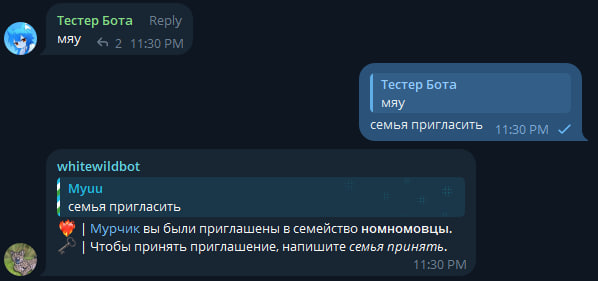 Тестер Бота Reply
мяу 2 11:30 PM
Тестер Бота
мяу
семья пригласить 11:30 PM
whitewildbot
Myuu
семья пригласить
| Мурчик вы были приглашены в семейство номномовцы.
| Чтобы принять приглашение, напишите семья принять.
11:30 PM